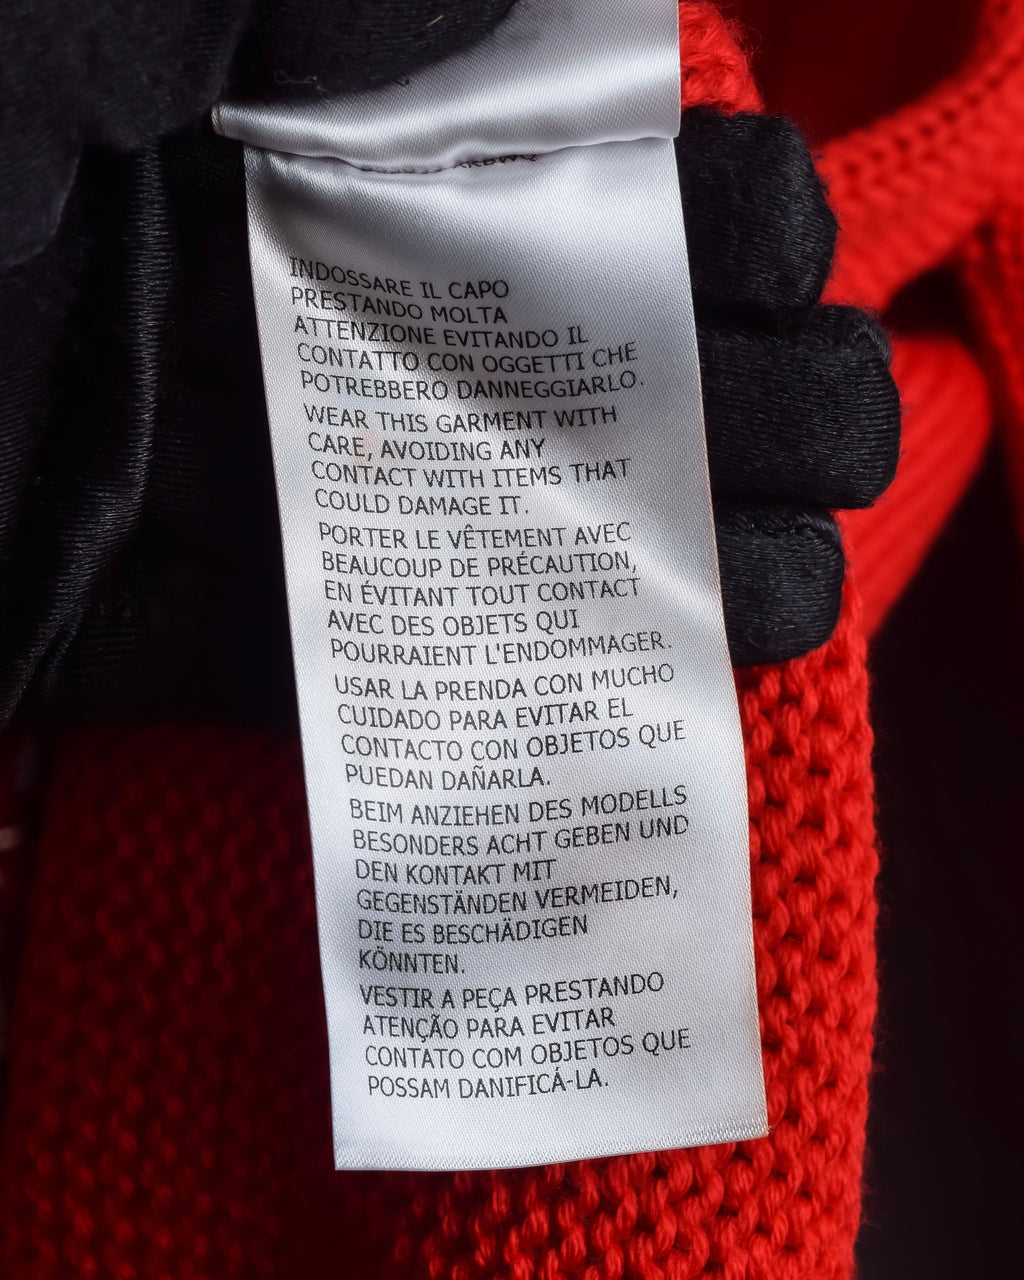 INDOSSARE IL CAPO
PRESTANDO MOLTA
ATTENZIONE EVITANDO IL
CONTATTO CON OGGETTI CHE
POTREBBERO DANNEGGIARLO.
WEAR THIS GARMENT WITH
CARE, AVOIDING ANY
CONTACT WITH ITEMS THAT
COULD DAMAGE IT.
PORTER LE VÊTEMENT AVEC
BEAUCOUP DE PRÉCAUTION,
EN ÉVITANT TOUT CONTACT
AVEC DES OBJETS QUI
POURRAIENT L'ENDOMMAGER.
USAR LA PRENDA CON MUCHO
CUIDADO PARA EVITAR EL
CONTACTO CON OBJETOS QUE
PUEDAN DAÑARLA.
BEIM ANZIEHEN DES MODELLS
BESONDERS ACHT GEBEN UND
DEN KONTAKT MIT
GEGENSTÄNDEN VERMEIDEN,
DIE ES BESCHÄDIGEN
KÖNNTEN.
VESTIR A PEÇA PRESTANDO
ATENÇÃO PARA EVITAR
CONTATO COM OBJETOS QUE
POSSAM DANIFICÁ-LA.